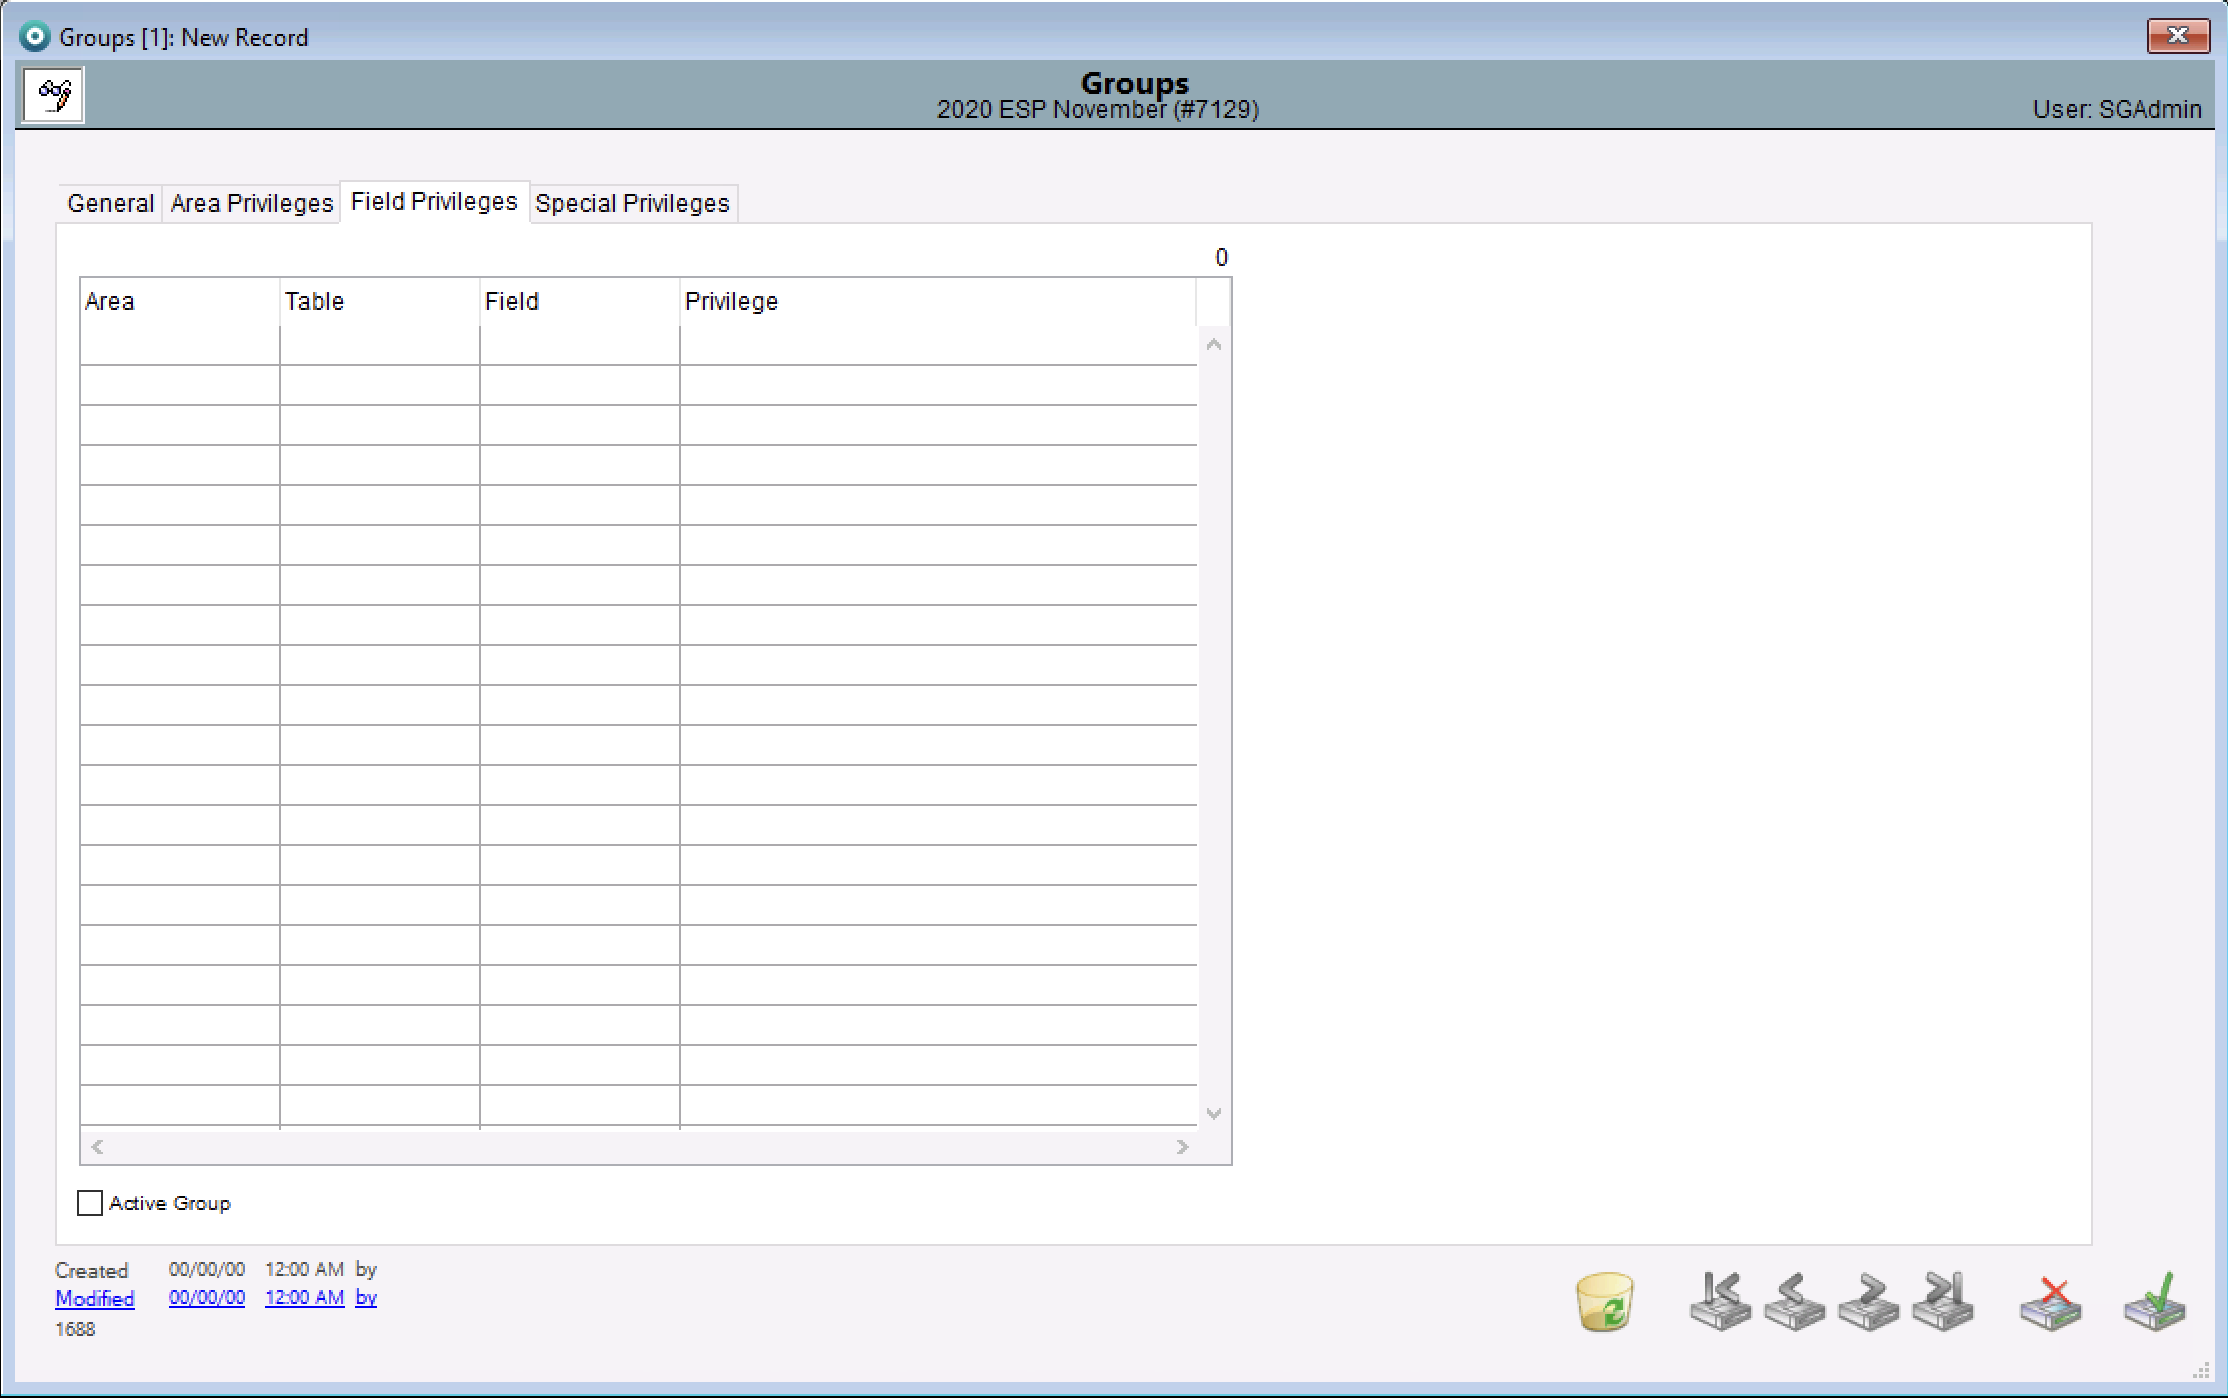 Groups [1]: New Record
Groups
2020 ESP November (#7129)
User: SGAdmin
General Area Privileges Field Privileges Special Privileges
0
Area Table Field Privilege
Active Group
Created 00/00/00 12:00 AM by
Modified 00/00/00 12:00 AM by
1688